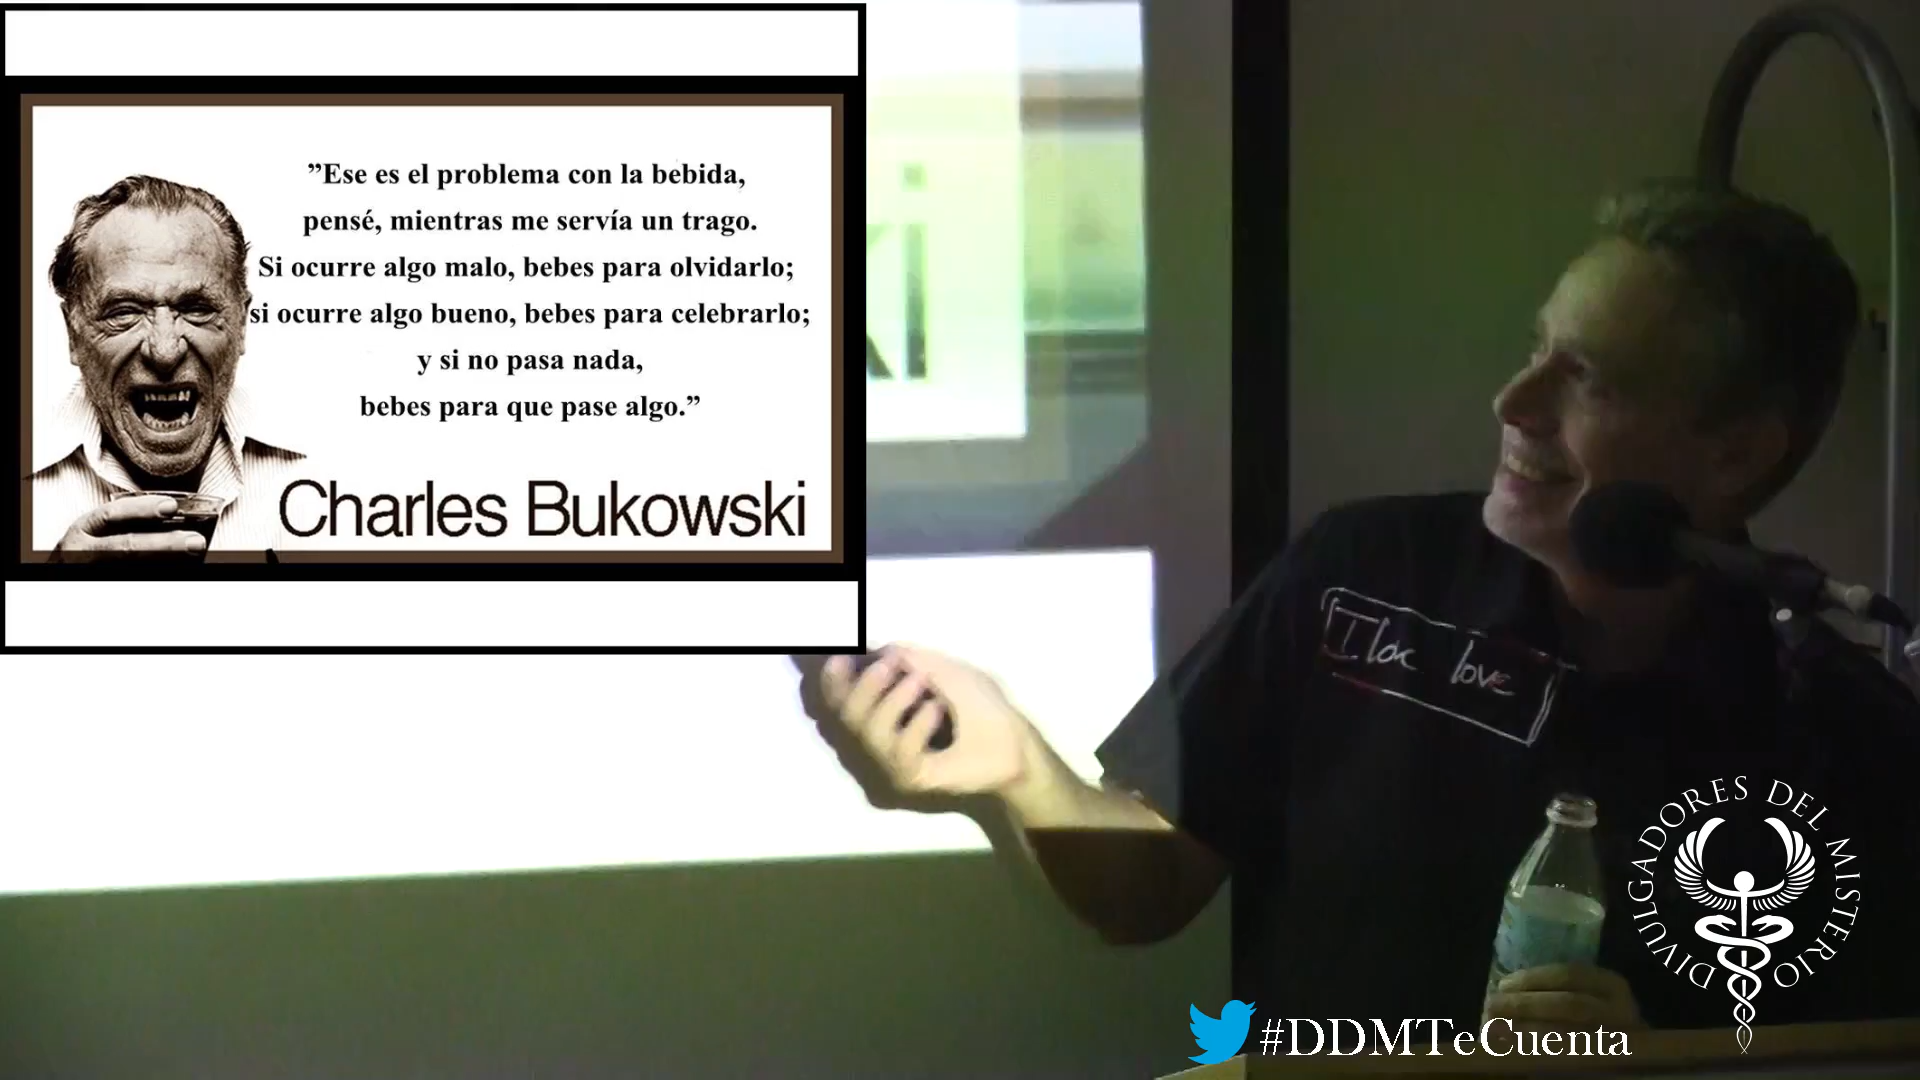 ”Ese es el problema con la bebida,
pensé, mientras me servía un trago.
Si ocurre algo malo, bebes para olvidarlo;
si ocurre algo bueno, bebes para celebrarlo;
y si no pasa nada,
bebes para que pase algo.”
Charles Bukowski
love
DIVULGADORES DEL MISTERIO
#DDMTeCuenta